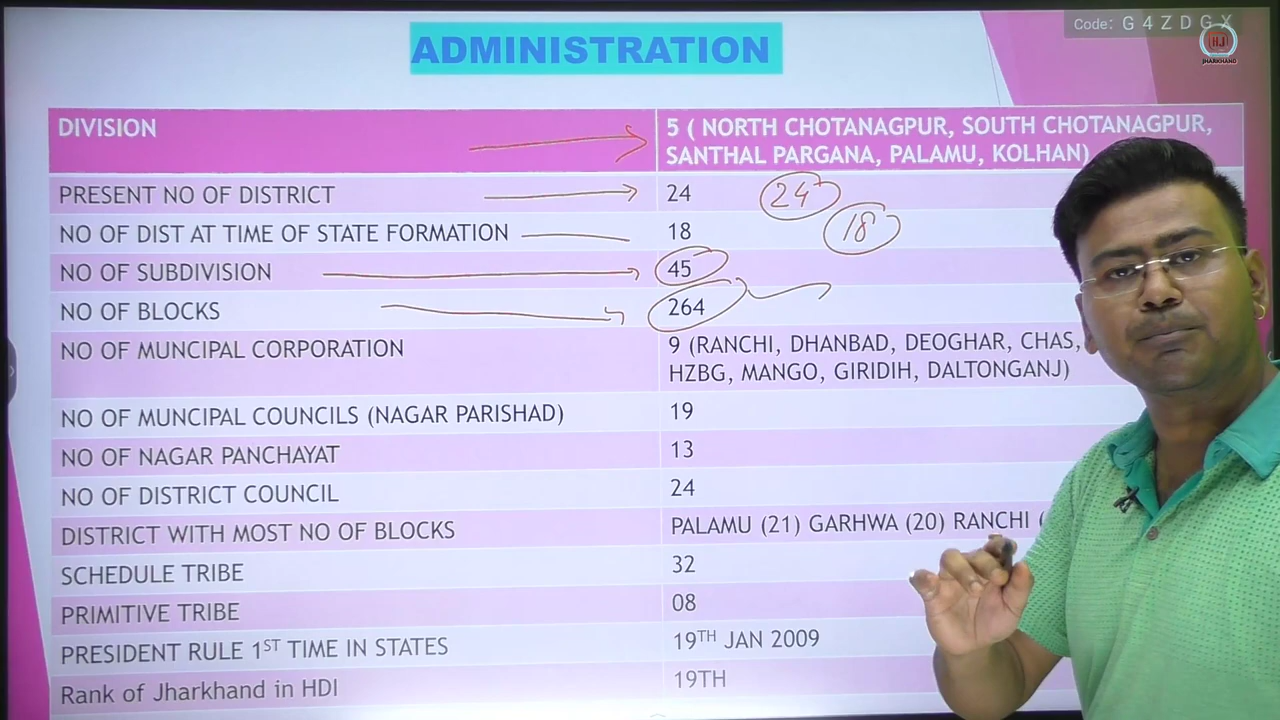 Code: G4ZDGX
HJ
JHARKHAND
ADMINISTRATION
DIVISION
5 ( NORTH CHOTANAGPUR, SOUTH CHOTANAGPUR,
SANTHAL PARGANA, PALAMU, KOLHAN)
PRESENT NO OF DISTRICT
24
24
NO OF DIST AT TIME OF STATE FORMATION
18
18
NO OF SUBDIVISION
45
NO OF BLOCKS
264
NO OF MUNCIPAL CORPORATION
9 (RANCHI, DHANBAD, DEOGHAR, CHAS,
HZBG, MANGO, GIRIDIH, DALTONGANJ)
NO OF MUNCIPAL COUNCILS (NAGAR PARISHAD)
19
NO OF NAGAR PANCHAYAT
13
NO OF DISTRICT COUNCIL
24
DISTRICT WITH MOST NO OF BLOCKS
PALAMU (21) GARHWA (20) RANCHI (
SCHEDULE TRIBE
32
PRIMITIVE TRIBE
08
PRESIDENT RULE 1ST TIME IN STATES
19TH JAN 2009
Rank of Jharkhand in HDI
19TH